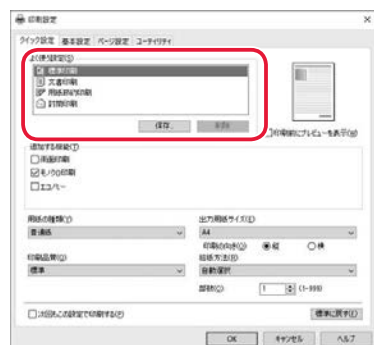 印刷設定
クイック設定 基本設定 ページ設定 ユーティリティ
よく使う設定(S)
標準印刷
文書印刷
用紙節約印刷
封筒印刷
保存... 削除
印刷前にプレビューを表示(W)
追加する機能(T)
両面印刷
モノクロ印刷
エコ/ベー
用紙の種類(Y) 出力用紙サイズ(Z)
普通紙 A4
印刷の向き(O) 縦 横
印刷品質(Q) 給紙方法(R)
標準 自動選択
部数(C) 1 (1-999)
次回もこの設定で印刷する(P) 標準に戻す(F)
OK キャンセル ヘルプ